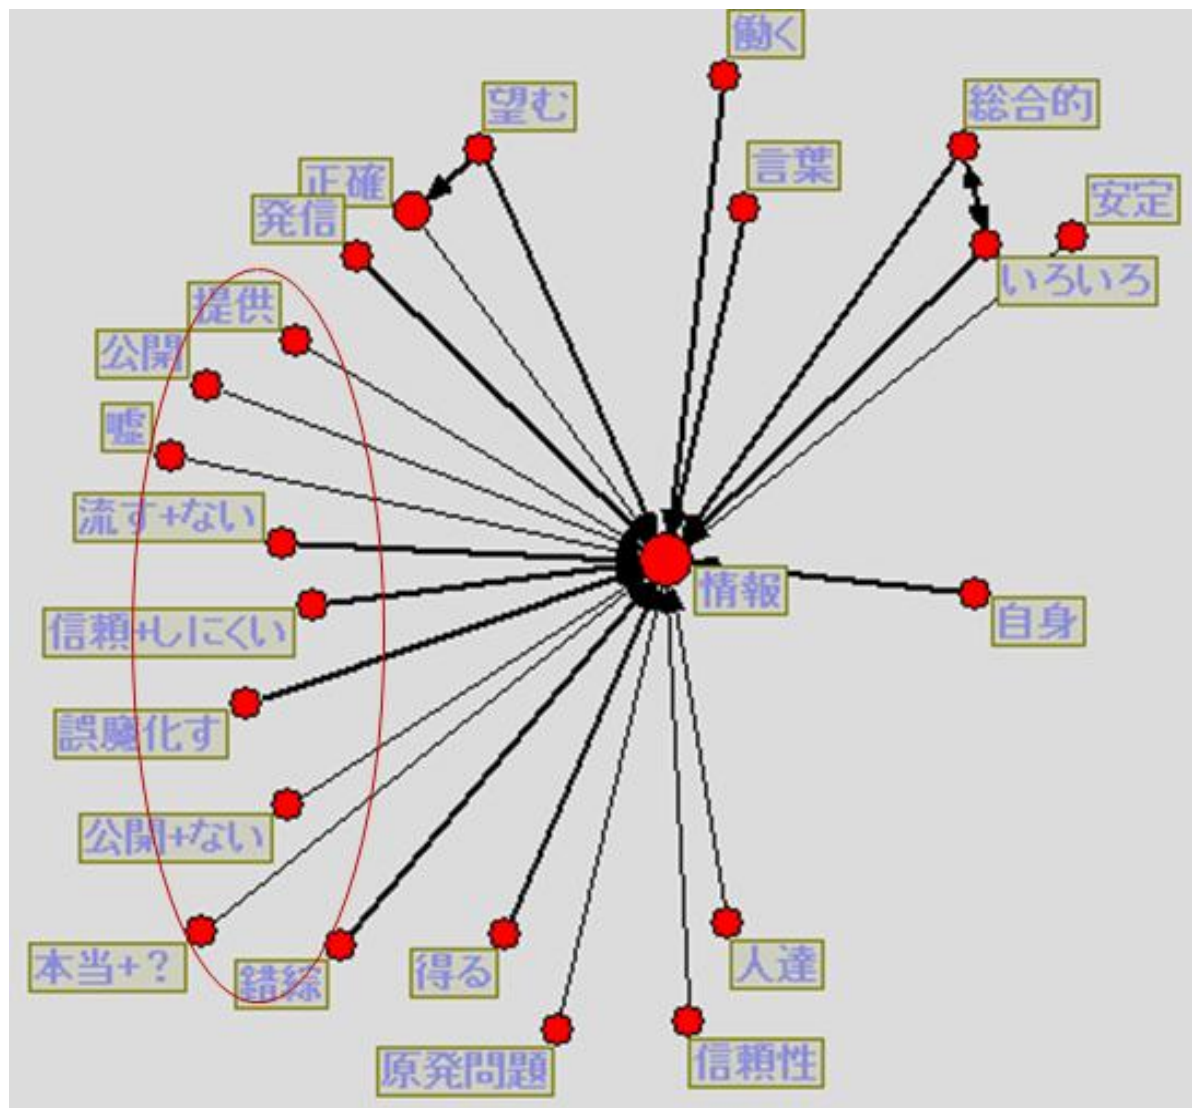 働く
望む
総合的
言葉
正確
安定
発信
いろいろ
提供
公開
嘘
流す+ない
情報
信頼+しにくい
自身
誤魔化す
公開+ない
本当+？
錯綜
得る
人達
原発問題
信頼性